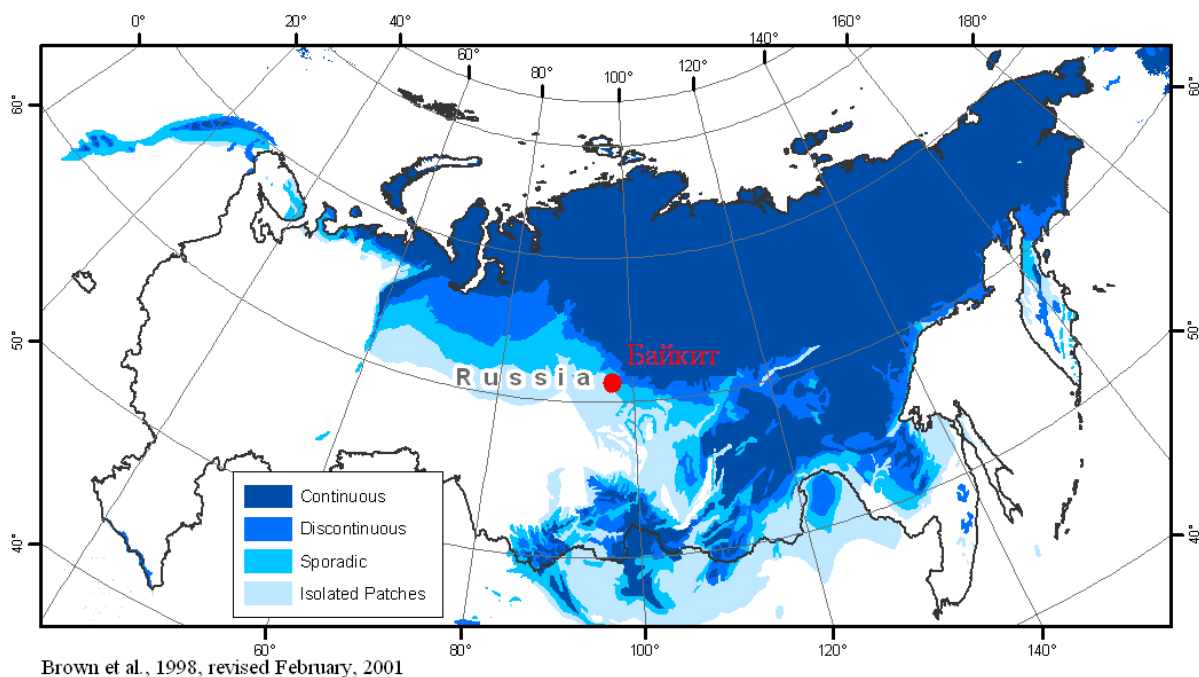 0° 20° 40° 60° 80° 100° 120° 140° 160° 180°
60° 60°
50° 50°
40° 40°
Байкит
Russia
Continuous
Discontinuous
Sporadic
Isolated Patches
60° 80° 100° 120° 140°
Brown et al., 1998, revised February, 2001